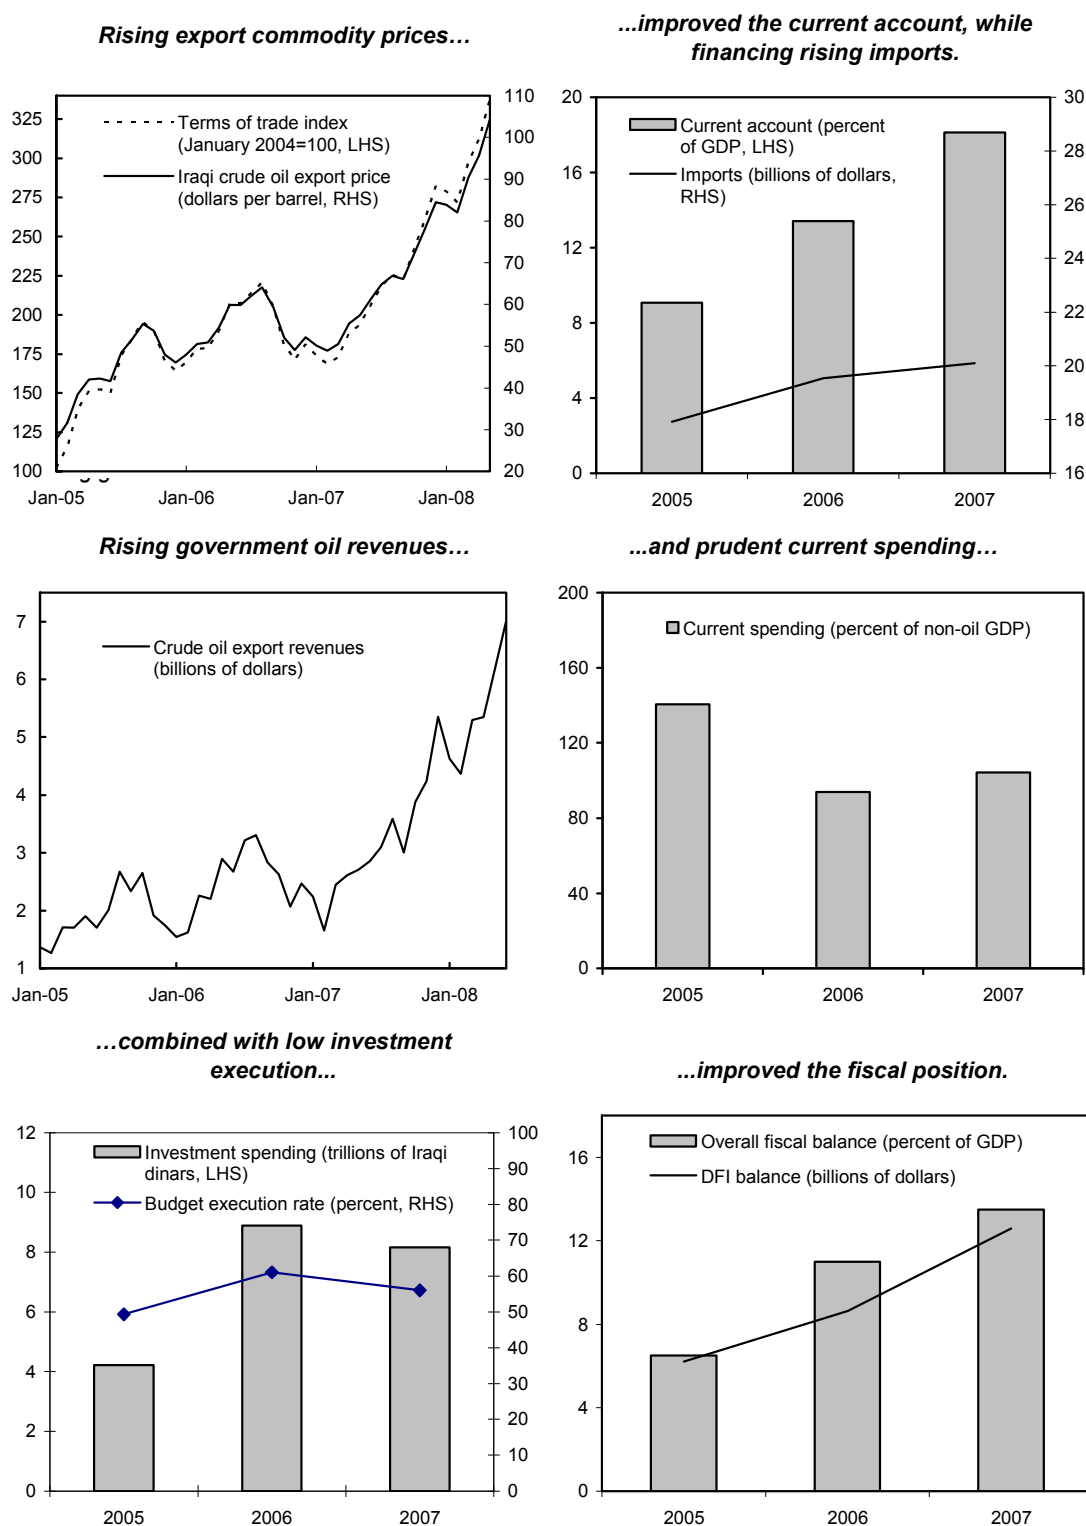 Rising export commodity prices…
...improved the current account, while
financing rising imports.
325
300
275
250
225
200
175
150
125
100
110
100
90
80
70
60
50
40
30
20
Terms of trade index
(January 2004=100, LHS)
Iraqi crude oil export price
(dollars per barrel, RHS)
Jan-05
Jan-06
Jan-07
Jan-08
20
16
12
8
4
0
30
28
26
24
22
20
18
16
Current account (percent
of GDP, LHS)
Imports (billions of dollars,
RHS)
2005
2006
2007
Rising government oil revenues…
...and prudent current spending…
7
6
5
4
3
2
1
Crude oil export revenues
(billions of dollars)
Jan-05
Jan-06
Jan-07
Jan-08
200
160
120
80
40
0
Current spending (percent of non-oil GDP)
2005
2006
2007
…combined with low investment
execution...
...improved the fiscal position.
12
10
8
6
4
2
0
100
90
80
70
60
50
40
30
20
10
0
Investment spending (trillions of Iraqi
dinars, LHS)
Budget execution rate (percent, RHS)
2005
2006
2007
16
12
8
4
0
Overall fiscal balance (percent of GDP)
DFI balance (billions of dollars)
2005
2006
2007